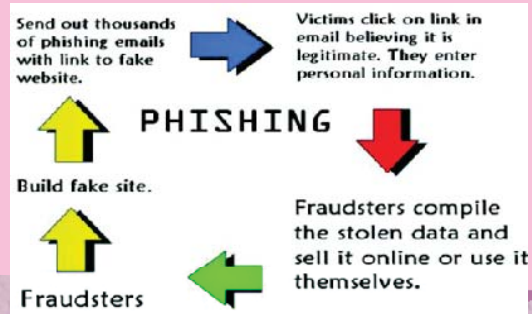 Send out thousands
of phishing emails
with link to fake
website.
Victims click on link in
email believing it is
legitimate. They enter
personal information.
PHISHING
Build fake site.
Fraudsters compile
the stolen data and
sell it online or use it
themselves.
Fraudsters